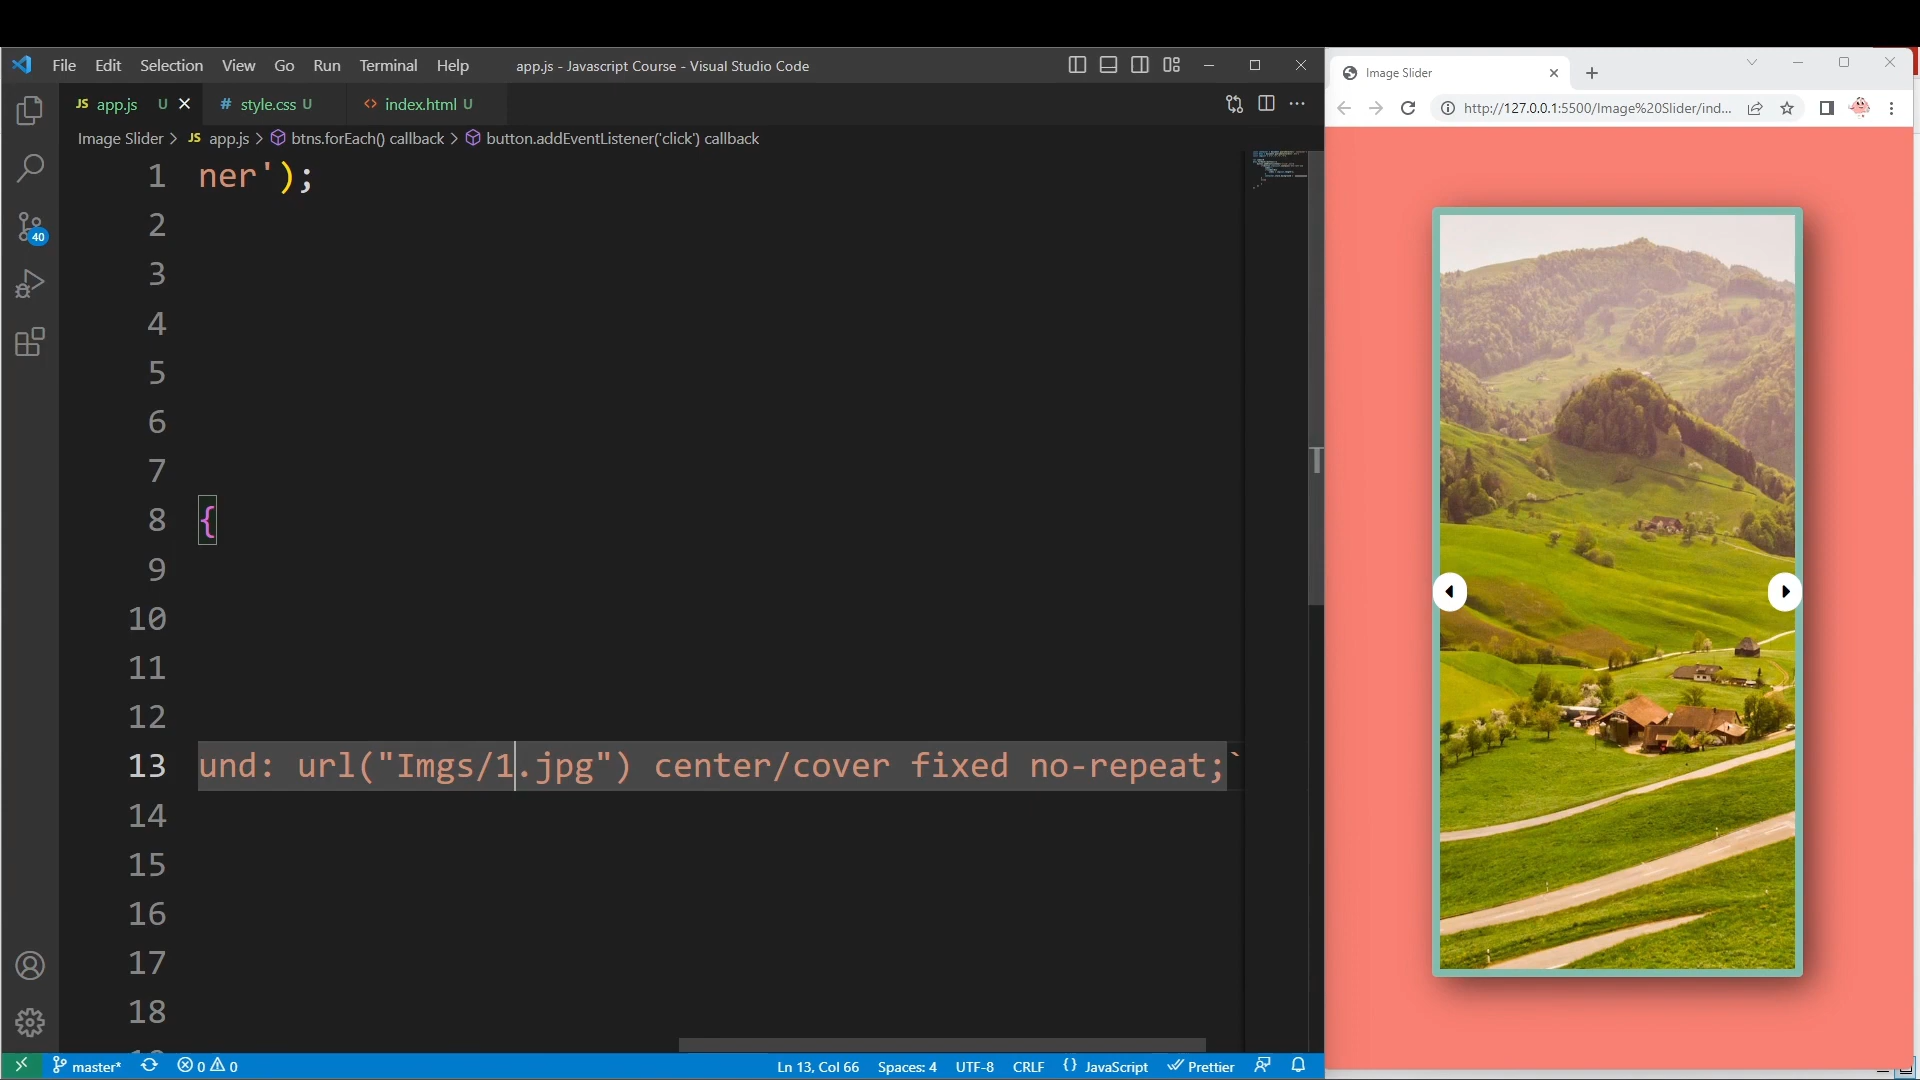 File Edit Selection View Go Run Terminal Help
app.js - Javascript Course - Visual Studio Code
JS app.js U
# style.css U
<> index.html U
Image Slider > JS app.js > btns.forEach() callback > button.addEventListener('click') callback
1 ner');
2
3
4
5
6
7
8 {
9
10
11
12
13 und: url("Imgs/1.jpg") center/cover fixed no-repeat;`
14
15
16
17
18
40
master* 0 0
Ln 13, Col 66 Spaces: 4 UTF-8 CRLF {} JavaScript Prettier
Image Slider
http://127.0.0.1:5500/Image%20Slider/ind...
T